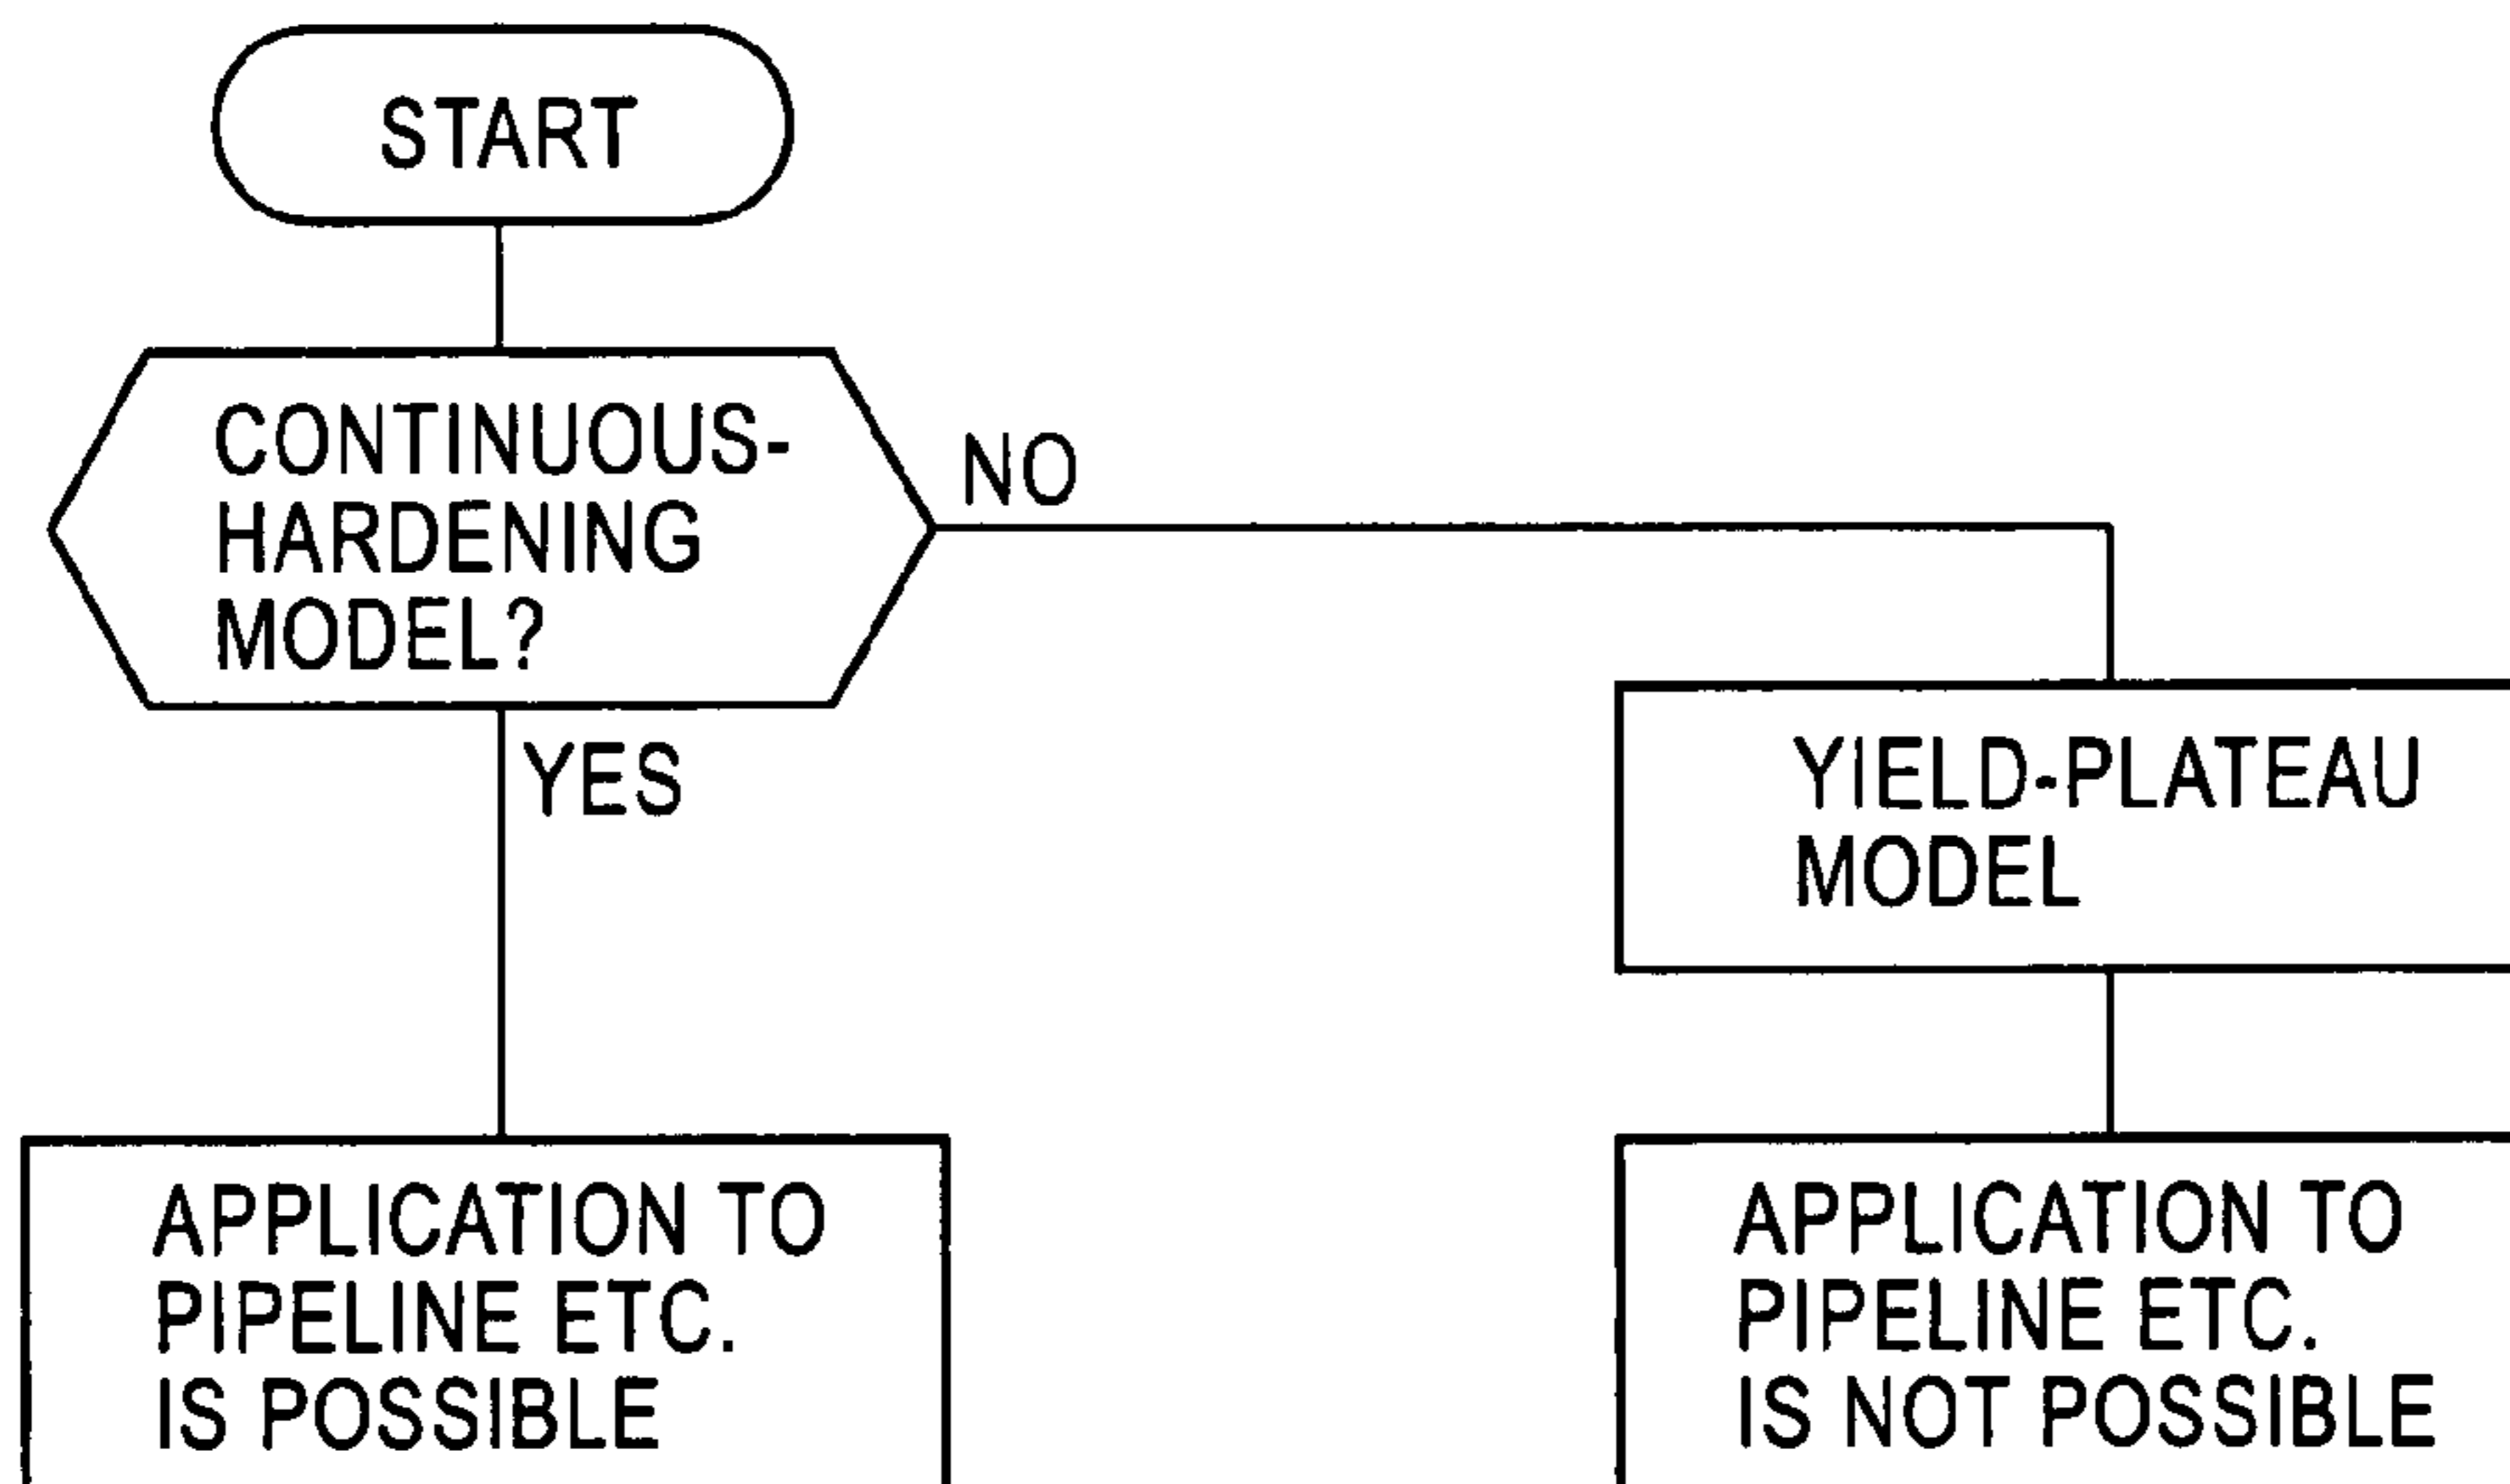 START
CONTINUOUS-
HARDENING
MODEL?
NO
YES
YIELD-PLATEAU
MODEL
APPLICATION TO
PIPELINE ETC.
IS POSSIBLE
APPLICATION TO
PIPELINE ETC.
IS NOT POSSIBLE